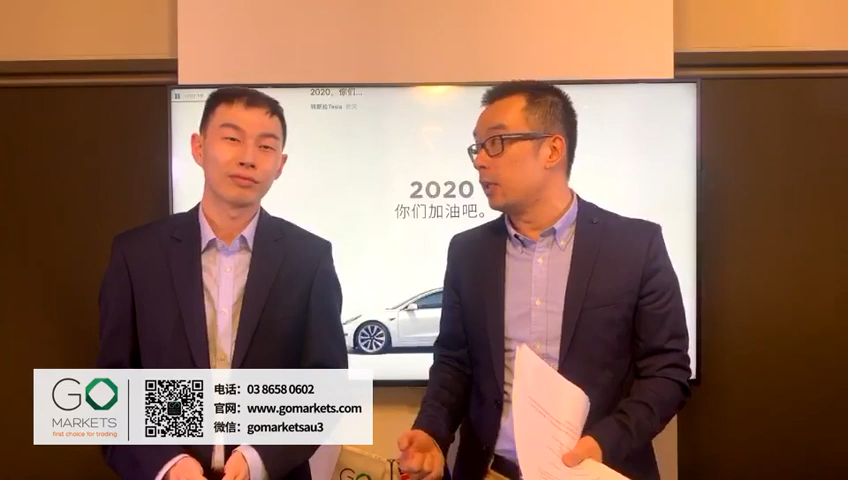 2020，你们...
特斯拉Tesla
2020
你们加油吧。
GO
MARKETS
first choice for trading
电话： 03 8658 0602
官网： www.gomarkets.com
微信： gomarketsau3
GO